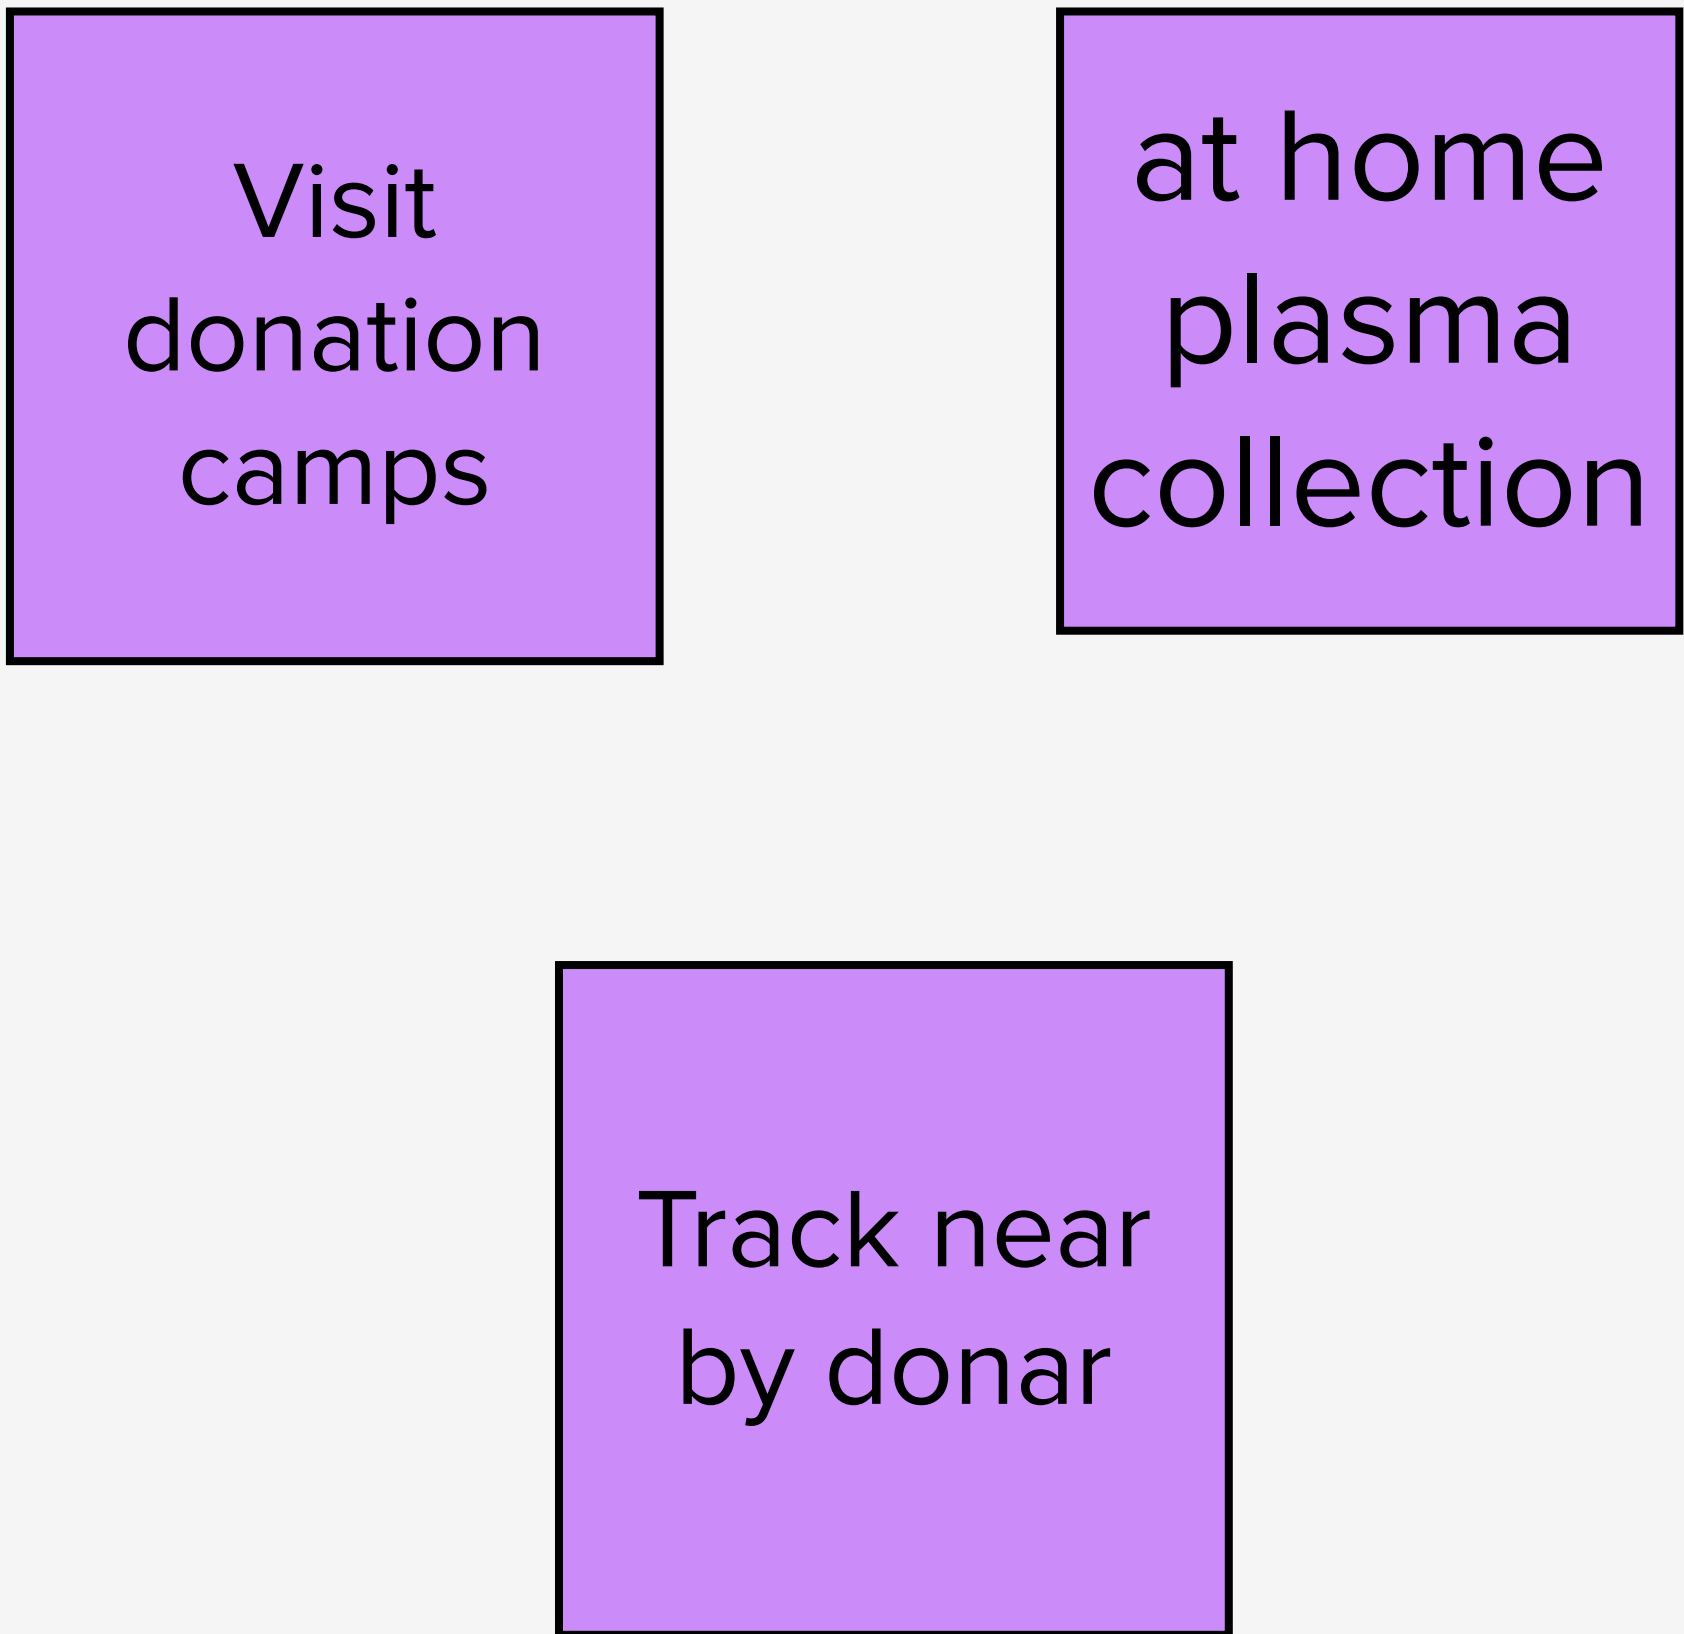 Visit
donation
camps
at home
plasma
collection
Track near
by donar